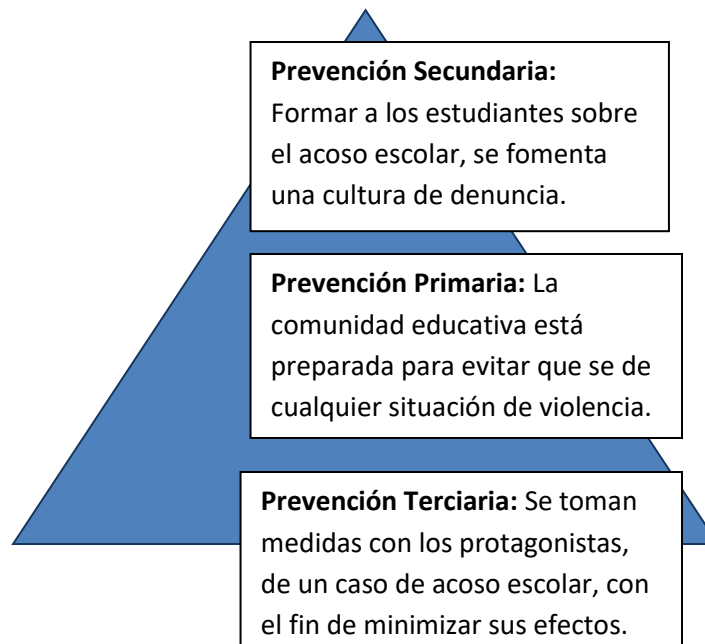 Prevención Secundaria:
Formar a los estudiantes sobre
el acoso escolar, se fomenta
una cultura de denuncia.
Prevención Primaria: La
comunidad educativa está
preparada para evitar que se de
cualquier situación de violencia.
Prevención Terciaria: Se toman
medidas con los protagonistas,
de un caso de acoso escolar, con
el fin de minimizar sus efectos.